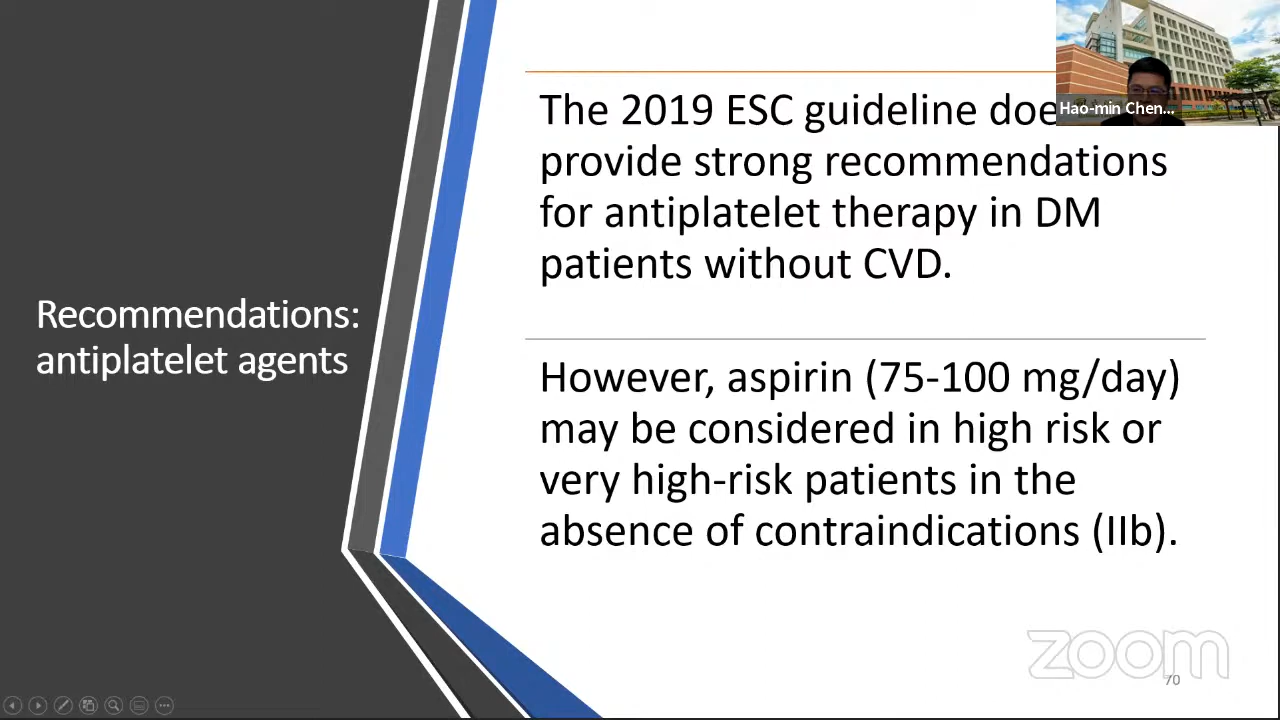 Recommendations:
antiplatelet agents
The 2019 ESC guideline doe
provide strong recommendations
for antiplatelet therapy in DM
patients without CVD.
However, aspirin (75-100 mg/day)
may be considered in high risk or
very high-risk patients in the
absence of contraindications (IIb).
Hao-min Chen...
zoom
70